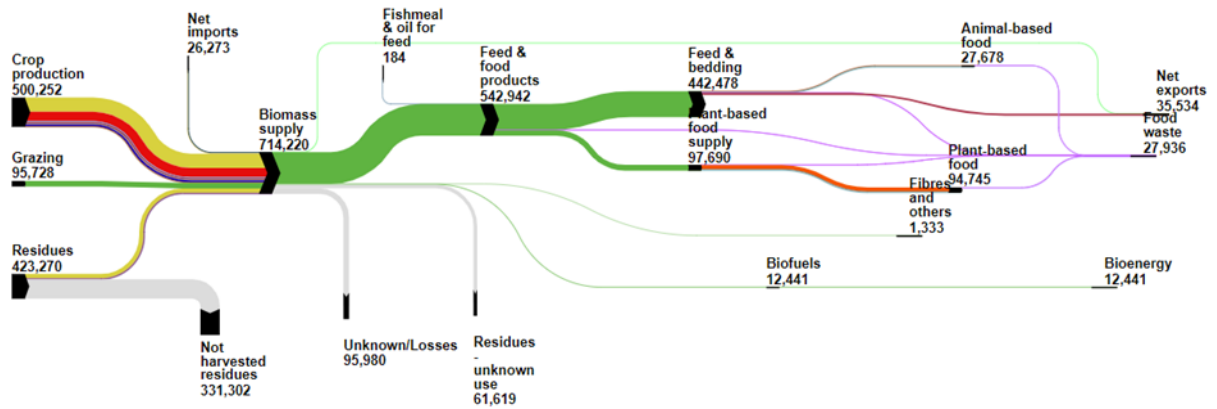 Crop
production
500,252
Grazing
95,728
Residues
423,270
Net
imports
26,273
Not
harvested
residues
331,302
Biomass
supply
714,220
Unknown/Losses
95,980
Fishmeal
& oil for
feed
184
Residues
-
unknown
use
61,619
Feed &
food
products
542,942
Feed &
bedding
442,478
Plant-based
food
supply
97,690
Biofuels
12,441
Animal-based
food
27,678
Plant-based
food
94,745
Fibres
and
others
1,333
Bioenergy
12,441
Net
exports
35,534
Food
waste
27,936